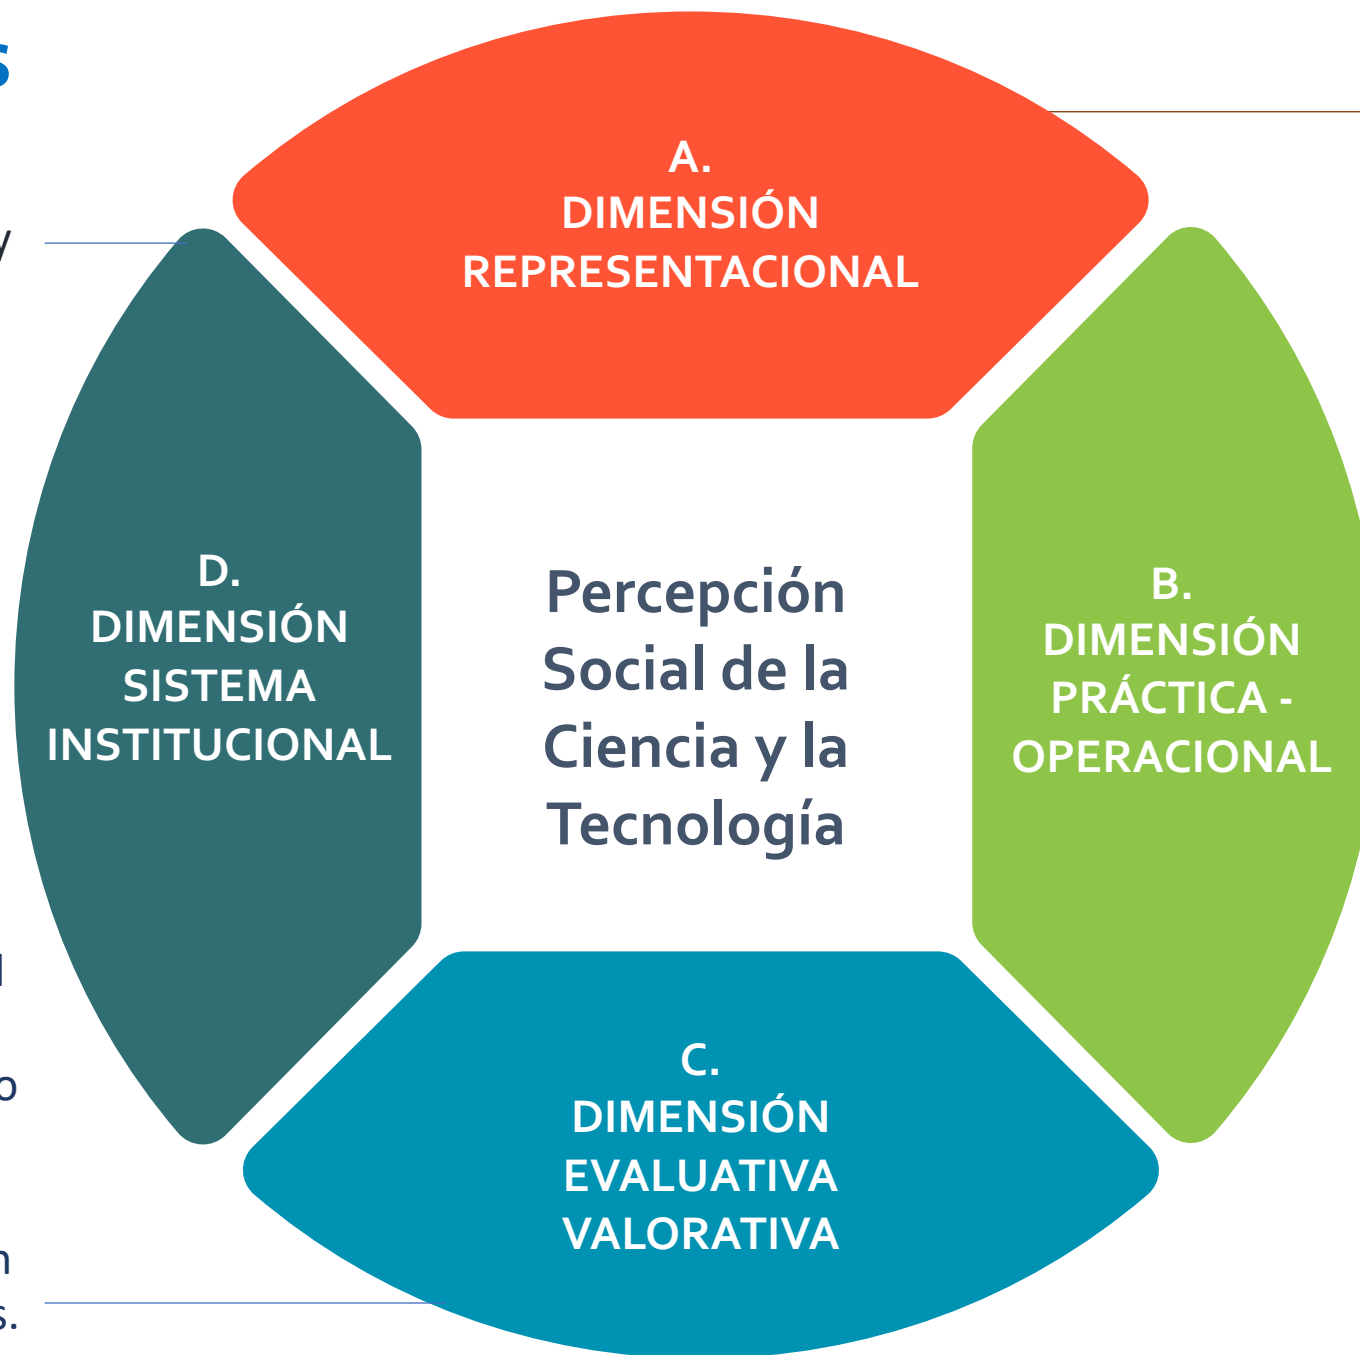 s
A.
DIMENSIÓN
REPRESENTACIONAL
y
D.
DIMENSIÓN
SISTEMA
INSTITUCIONAL
Percepción
Social de la
Ciencia y la
Tecnología
B.
DIMENSIÓN
PRÁCTICA -
OPERACIONAL
o
C.
DIMENSIÓN
EVALUATIVA
VALORATIVA
n
s.